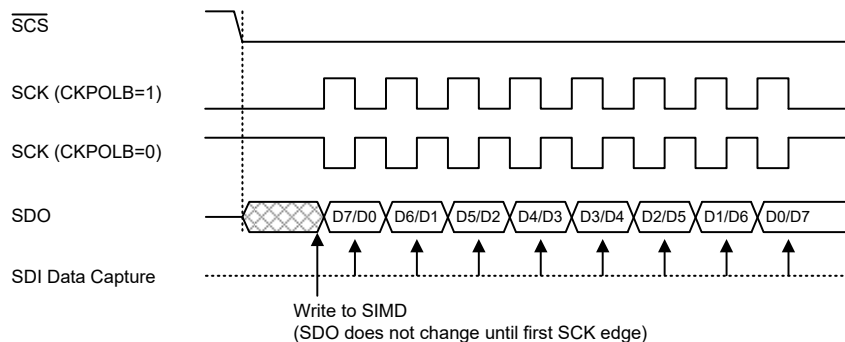 SCS
SCK (CKPOLB=1)
SCK (CKPOLB=0)
SDO
D7/D0 D6/D1 D5/D2 D4/D3 D3/D4 D2/D5 D1/D6 D0/D7
SDI Data Capture
Write to SIMD
(SDO does not change until first SCK edge)